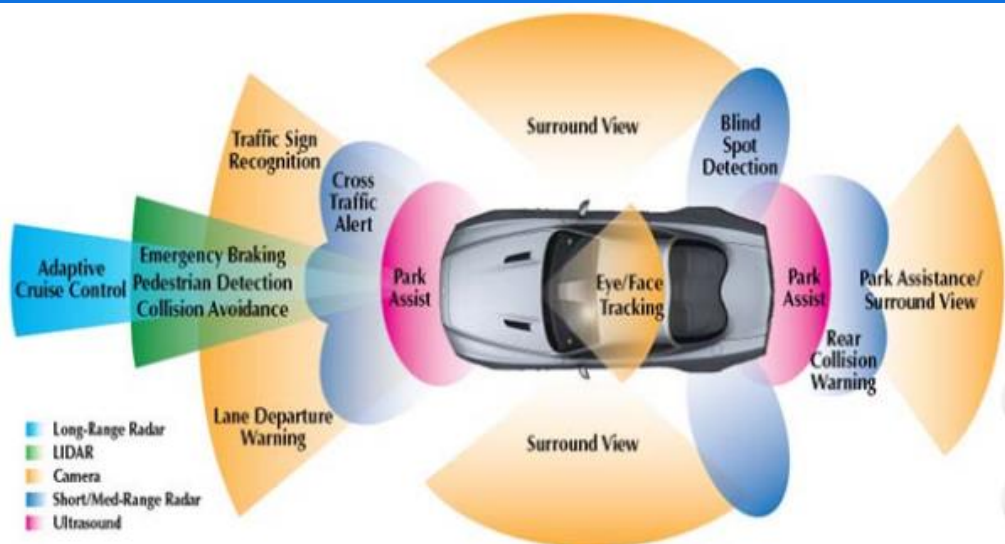 Surround View
Blind
Spot
Detection
Traffic Sign
Recognition
Cross
Traffic
Alert
Adaptive
Cruise Control
Emergency Braking
Pedestrian Detection
Collision Avoidance
Park
Assist
Eye/Face
Tracking
Park
Assist
Park Assistance/
Surround View
Rear
Collision
Warning
Lane Departure
Warning
Surround View
Long-Range Radar
LIDAR
Camera
Short/Med-Range Radar
Ultrasound